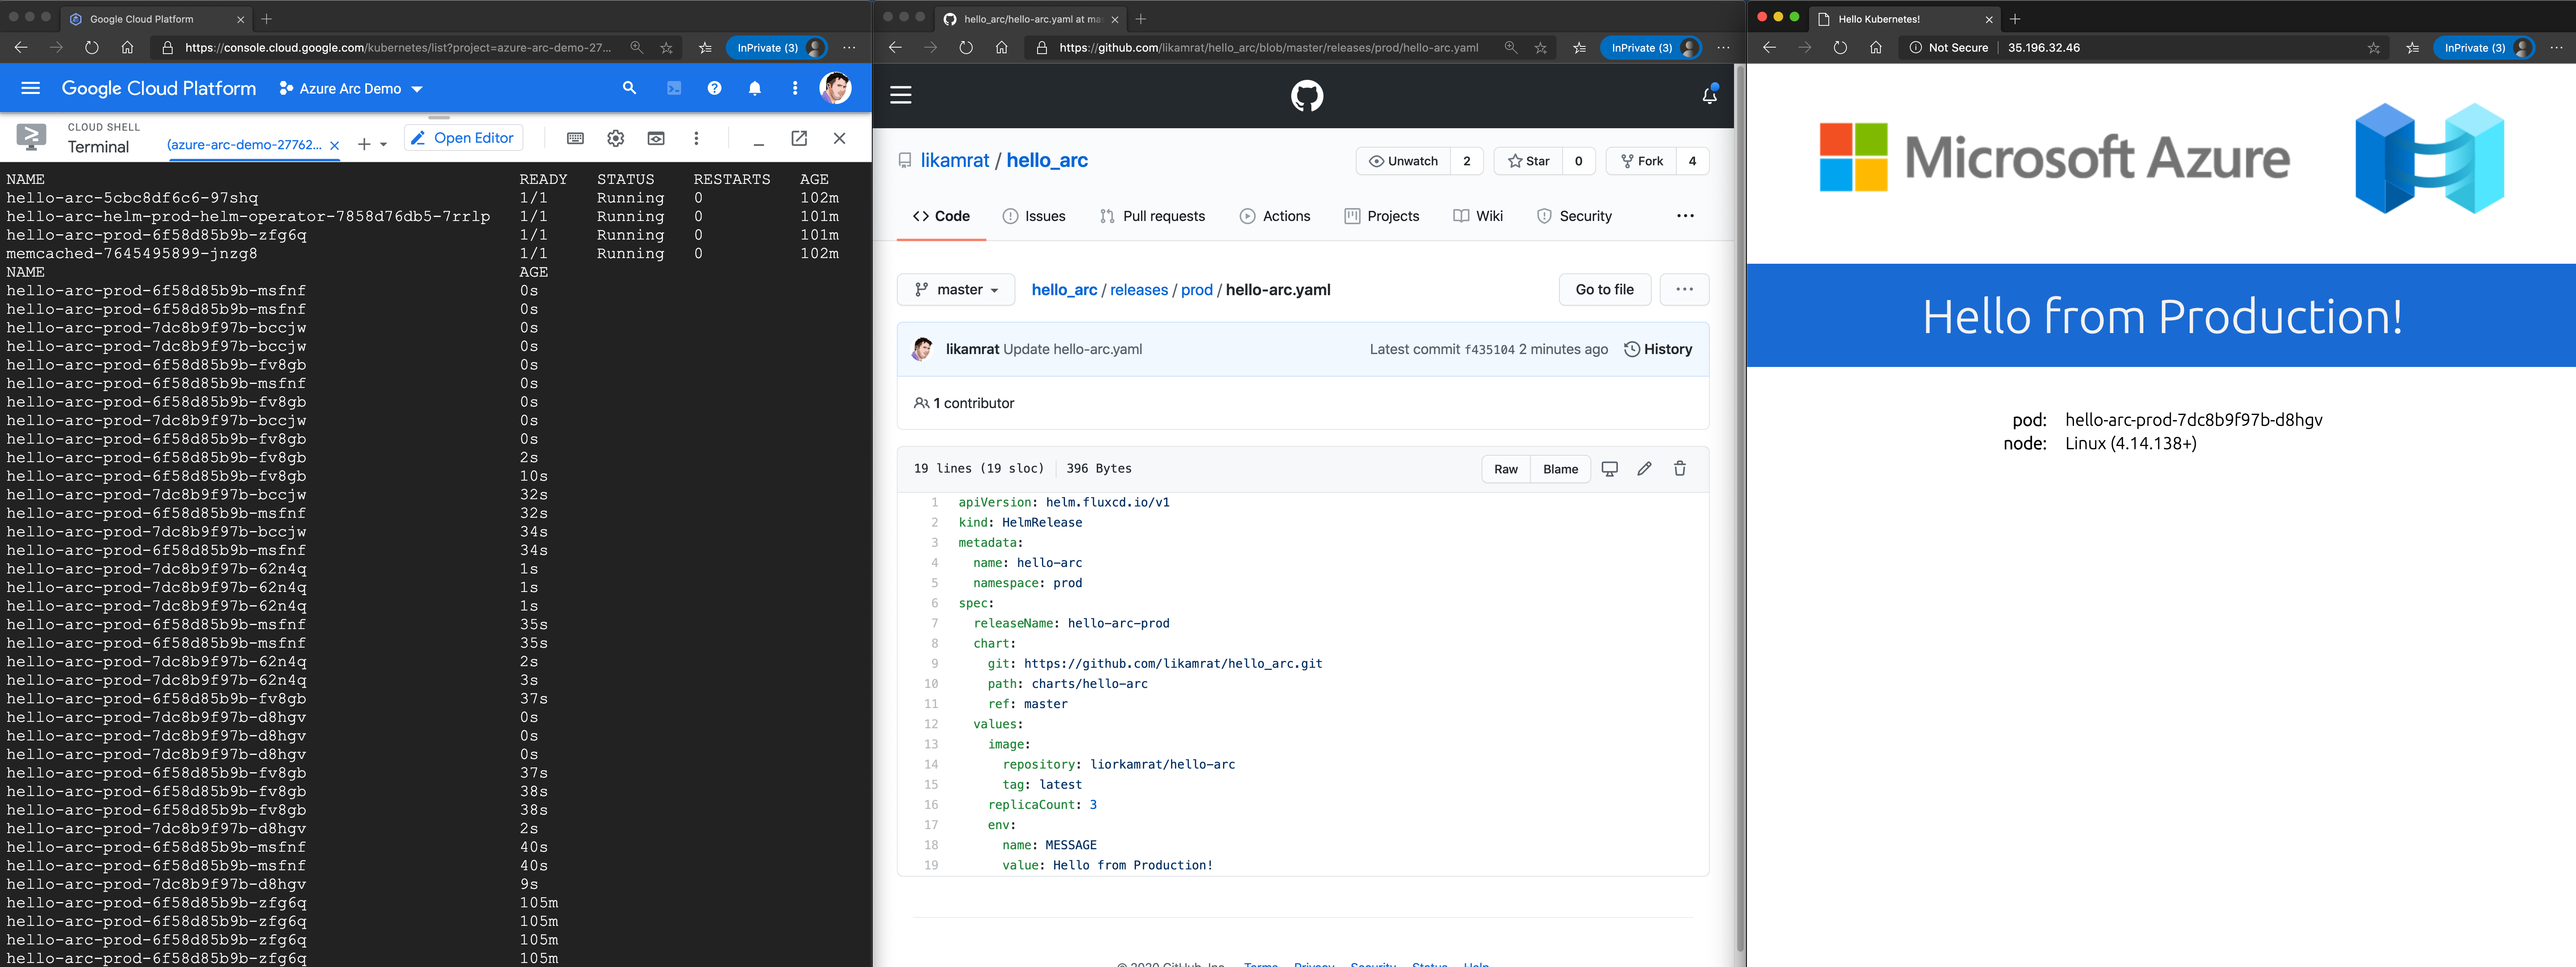 Google Cloud Platform
https://console.cloud.google.com/kubernetes/list?project=azure-arc-demo-27...
InPrivate (3)
Google Cloud Platform
Azure Arc Demo
CLOUD SHELL
Terminal
(azure-arc-demo-27762...
Open Editor
NAME READY STATUS RESTARTS AGE
hello-arc-5cbc8df6c6-97shq 1/1 Running 0 102m
hello-arc-helm-prod-helm-operator-7858d76db5-7rrlp 1/1 Running 0 101m
hello-arc-prod-6f58d85b9b-zfg6q 1/1 Running 0 101m
memcached-7645495899-jnzg8 1/1 Running 0 102m
NAME AGE
hello-arc-prod-6f58d85b9b-msfnf 0s
hello-arc-prod-6f58d85b9b-msfnf 0s
hello-arc-prod-7dc8b9f97b-bccjw 0s
hello-arc-prod-7dc8b9f97b-bccjw 0s
hello-arc-prod-6f58d85b9b-fv8gb 0s
hello-arc-prod-6f58d85b9b-msfnf 0s
hello-arc-prod-6f58d85b9b-fv8gb 0s
hello-arc-prod-7dc8b9f97b-bccjw 0s
hello-arc-prod-6f58d85b9b-fv8gb 0s
hello-arc-prod-6f58d85b9b-fv8gb 2s
hello-arc-prod-6f58d85b9b-fv8gb 10s
hello-arc-prod-7dc8b9f97b-bccjw 32s
hello-arc-prod-6f58d85b9b-msfnf 32s
hello-arc-prod-7dc8b9f97b-bccjw 34s
hello-arc-prod-6f58d85b9b-msfnf 34s
hello-arc-prod-7dc8b9f97b-62n4q 1s
hello-arc-prod-7dc8b9f97b-62n4q 1s
hello-arc-prod-7dc8b9f97b-62n4q 1s
hello-arc-prod-6f58d85b9b-msfnf 35s
hello-arc-prod-6f58d85b9b-msfnf 35s
hello-arc-prod-7dc8b9f97b-62n4q 2s
hello-arc-prod-7dc8b9f97b-62n4q 3s
hello-arc-prod-6f58d85b9b-fv8gb 37s
hello-arc-prod-7dc8b9f97b-d8hgv 0s
hello-arc-prod-7dc8b9f97b-d8hgv 0s
hello-arc-prod-7dc8b9f97b-d8hgv 0s
hello-arc-prod-6f58d85b9b-fv8gb 37s
hello-arc-prod-6f58d85b9b-fv8gb 38s
hello-arc-prod-6f58d85b9b-fv8gb 38s
hello-arc-prod-7dc8b9f97b-d8hgv 2s
hello-arc-prod-6f58d85b9b-msfnf 40s
hello-arc-prod-6f58d85b9b-msfnf 40s
hello-arc-prod-7dc8b9f97b-d8hgv 9s
hello-arc-prod-6f58d85b9b-zfg6q 105m
hello-arc-prod-6f58d85b9b-zfg6q 105m
hello-arc-prod-6f58d85b9b-zfg6q 105m
hello-arc-prod-6f58d85b9b-zfg6q 105m
hello_arc/hello-arc.yaml at mas
https://github.com/likamrat/hello_arc/blob/master/releases/prod/hello-arc.yaml
InPrivate (3)
likamrat / hello_arc
Unwatch 2 Star 0 Fork 4
Code Issues Pull requests Actions Projects Wiki Security
master hello_arc / releases / prod / hello-arc.yaml Go to file
likamrat Update hello-arc.yaml Latest commit f435104 2 minutes ago History
1 contributor
19 lines (19 sloc) 396 Bytes Raw Blame
1 apiVersion: helm.fluxcd.io/v1
2 kind: HelmRelease
3 metadata:
4 name: hello-arc
5 namespace: prod
6 spec:
7 releaseName: hello-arc-prod
8 chart:
9 git: https://github.com/likamrat/hello_arc.git
10 path: charts/hello-arc
11 ref: master
12 values:
13 image:
14 repository: liorkamrat/hello-arc
15 tag: latest
16 replicaCount: 3
17 env:
18 name: MESSAGE
19 value: Hello from Production!
© 2020 GitHub, Inc. Terms Privacy Security Status Help
Hello Kubernetes!
Not Secure 35.196.32.46
InPrivate (3)
Microsoft Azure
Hello from Production!
pod: hello-arc-prod-7dc8b9f97b-d8hgv
node: Linux (4.14.138+)